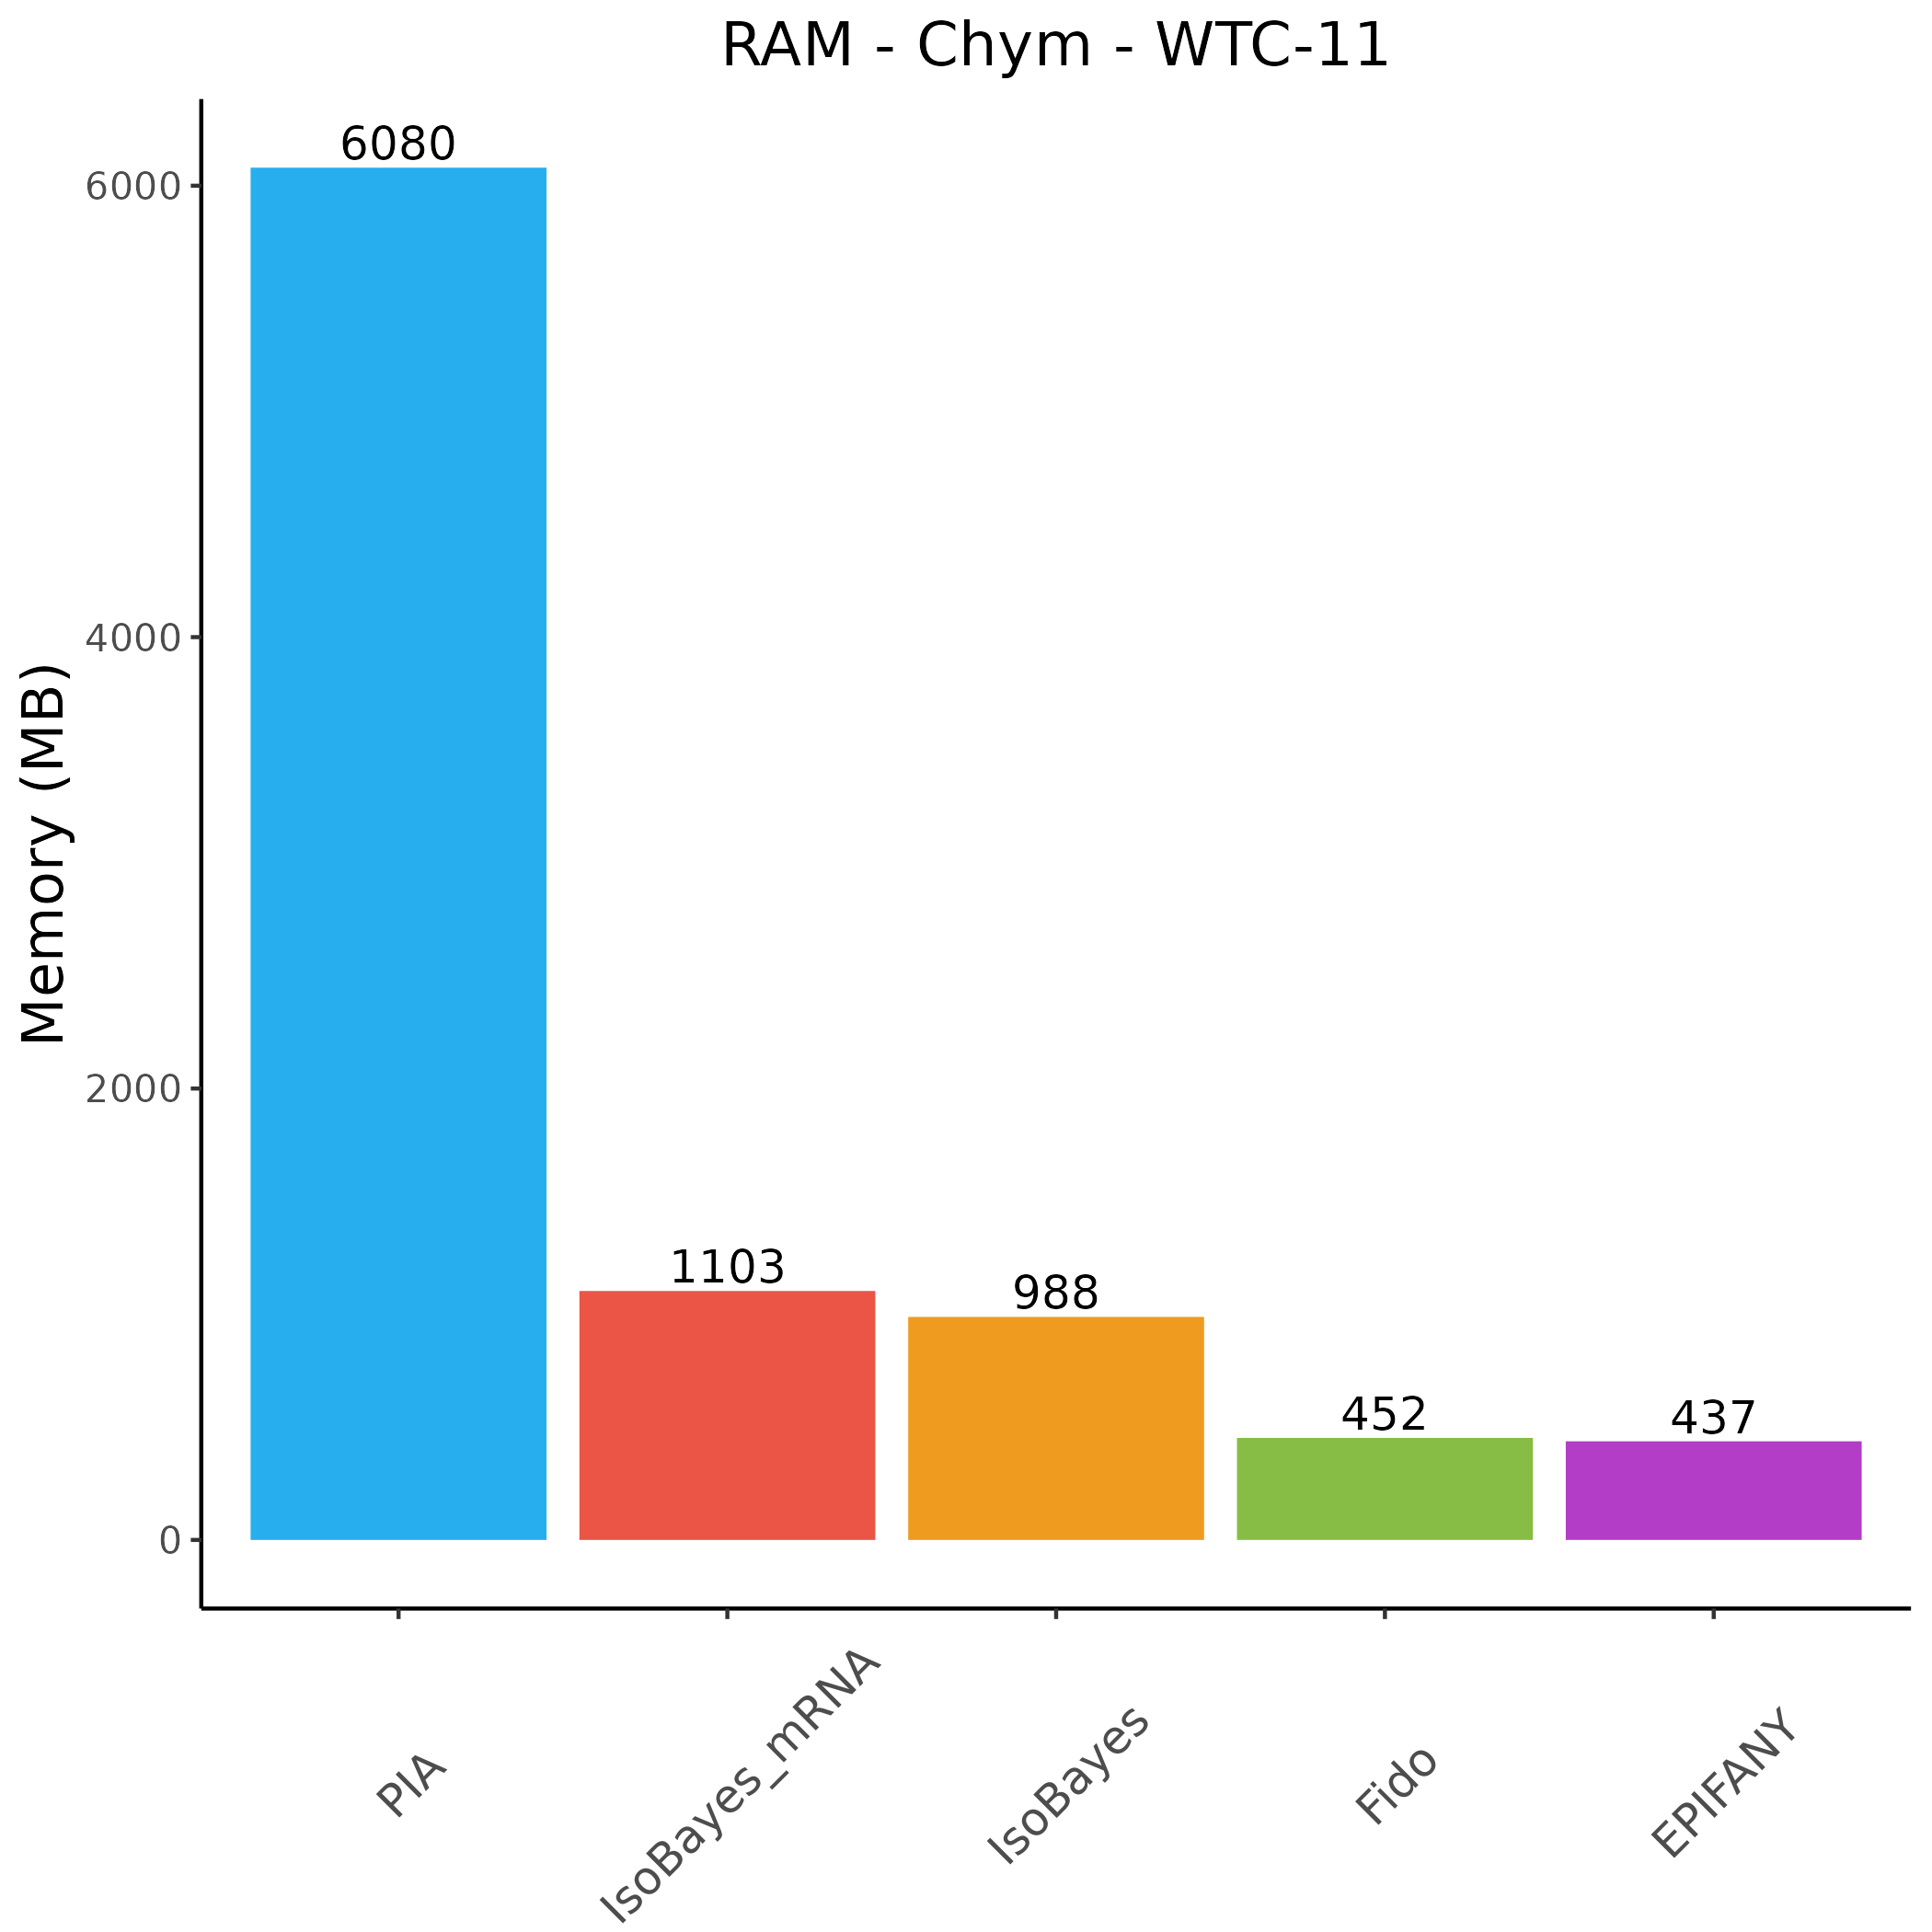 RAM - Chym - WTC-11
Memory (MB)
6000
4000
2000
0
6080
1103
988
452
437
PIA
IsoBayes_mRNA
IsoBayes
Fido
EPIFANY